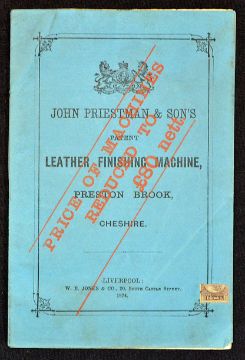 JOHN PRIESTMAN & SON'S
PATENT
LEATHER FINISHING MACHINE,
PRESTON BROOK,
CHESHIRE.
PRICE OF MACHINES
REDUCED TO
£80 nett
LIVERPOOL:
W. E. JONES & CO., 20, SOUTH CASTLE STREET.
1874.